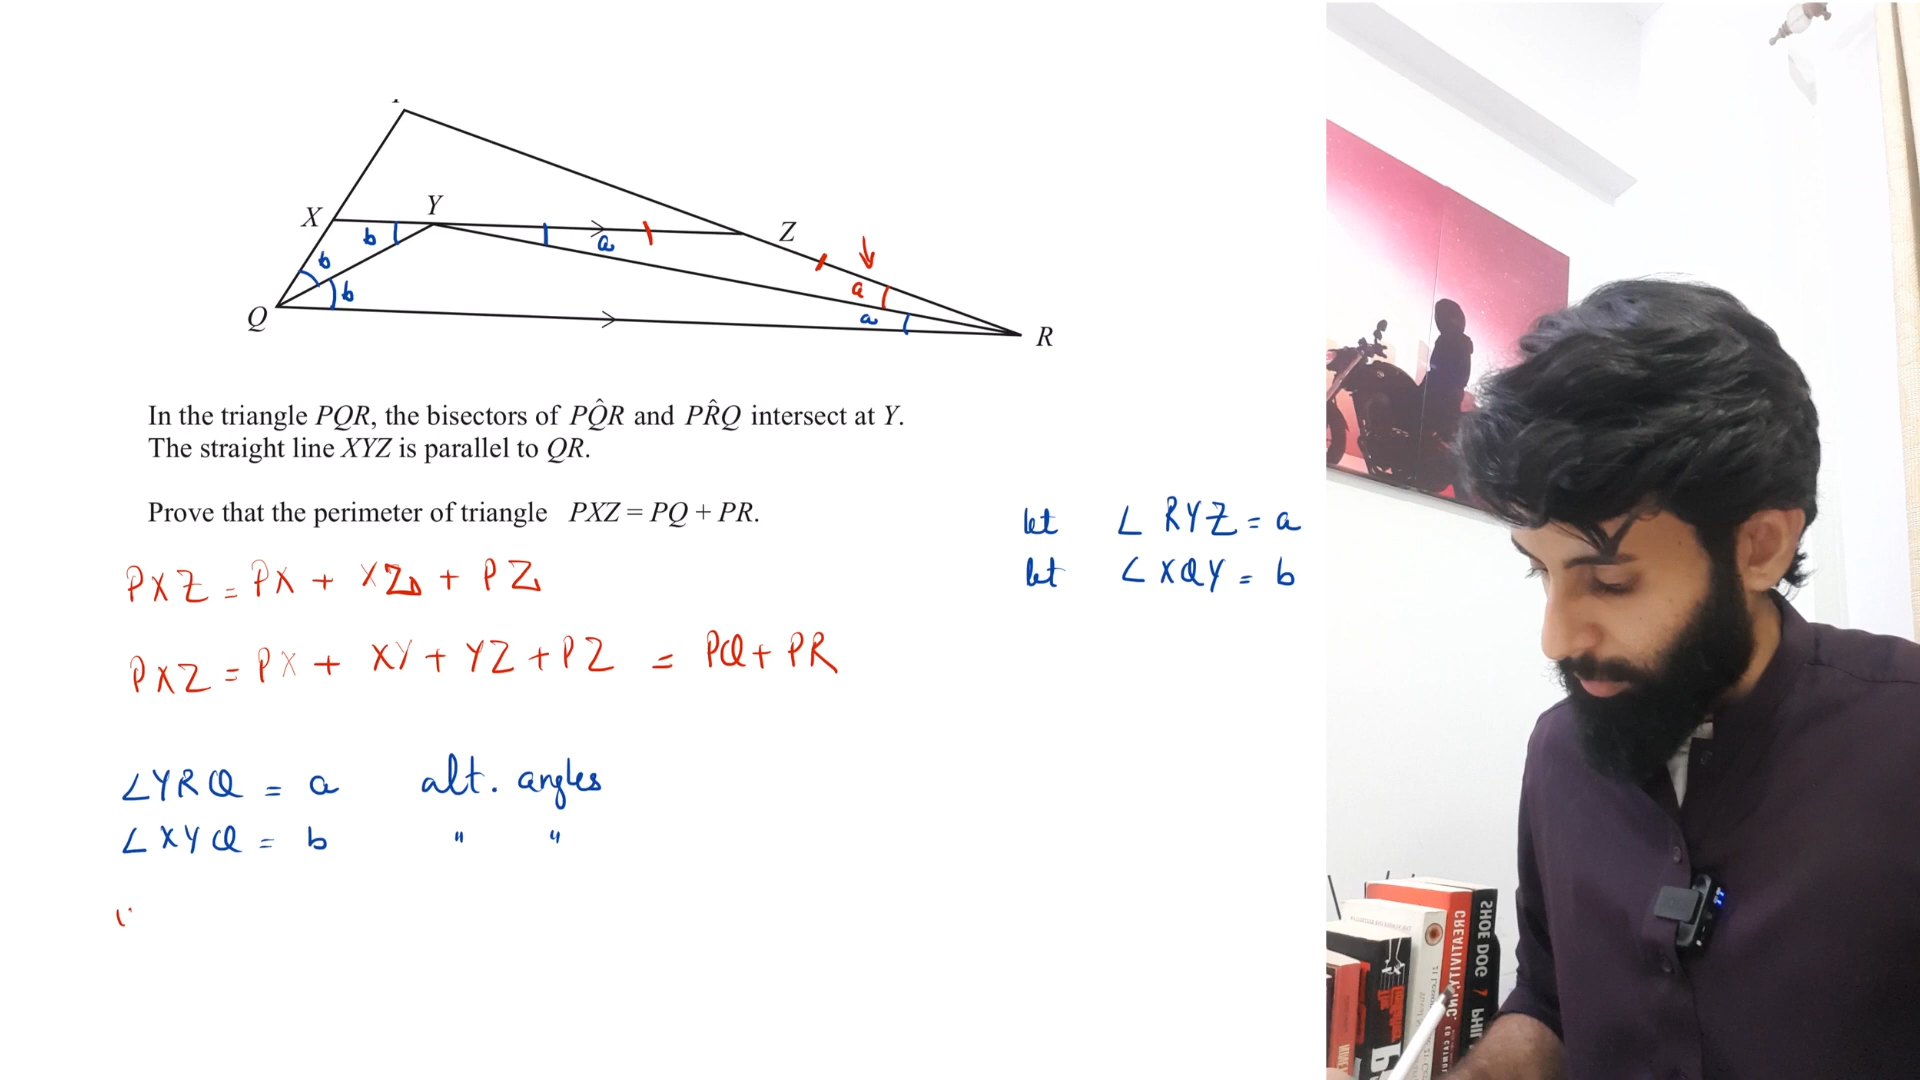 X
Y
Z
b
a
b
b
a
a
Q
R
In the triangle PQR, the bisectors of PQ̂R and PR̂Q intersect at Y.
The straight line XYZ is parallel to QR.
Prove that the perimeter of triangle PXZ = PQ + PR.
let ∠ RYZ = a
let ∠ XQY = b
PXZ = PX + XZ + PZ
PXZ = PX + XY + YZ + PZ = PQ + PR
∠YRQ = a alt. angles
∠XYQ = b " "
SHOE DOG
CREATIVITY, INC.